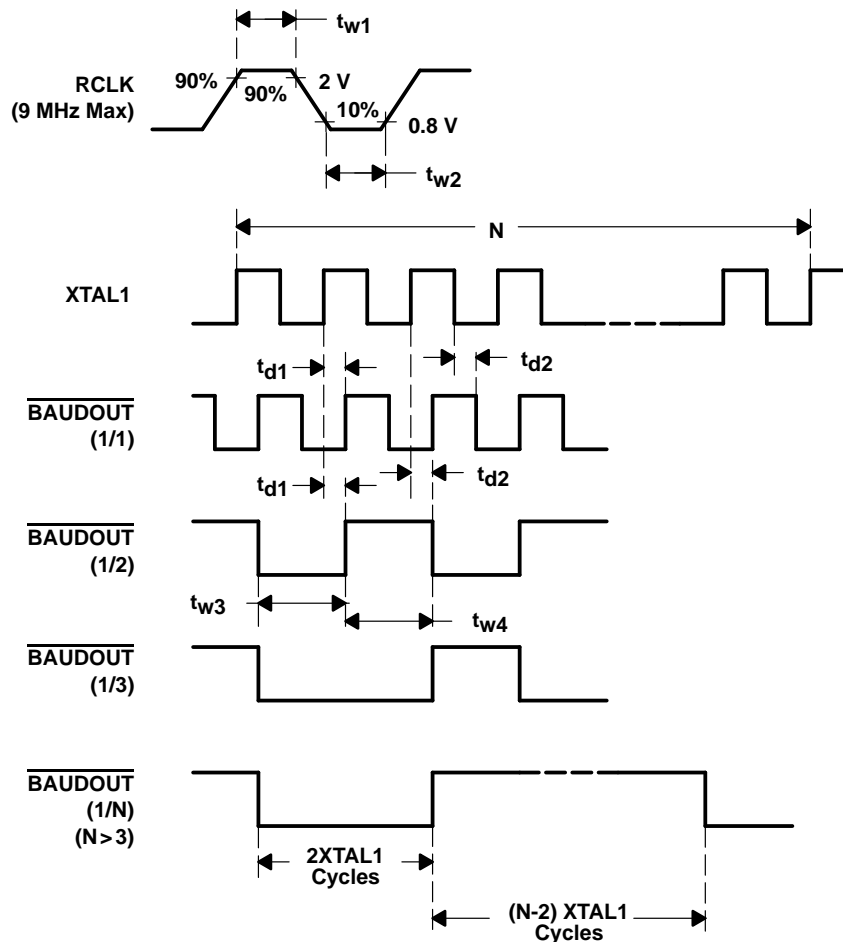 tw1
RCLK
(9 MHz Max)
90%
90%
2 V
10%
0.8 V
tw2
N
XTAL1
td1
td2
BAUDOUT
(1/1)
td1
td2
BAUDOUT
(1/2)
tw3
tw4
BAUDOUT
(1/3)
BAUDOUT
(1/N)
(N > 3)
2XTAL1
Cycles
(N-2) XTAL1
Cycles